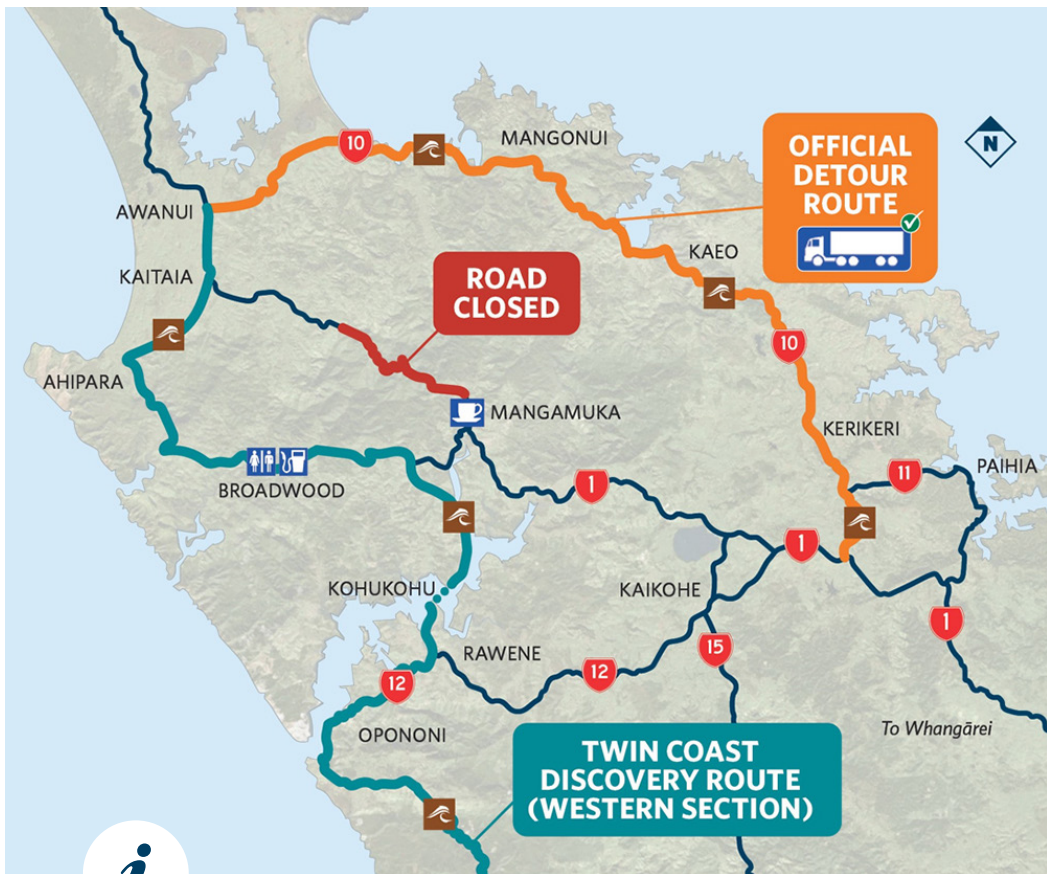 MANGONUI
10
OFFICIAL
DETOUR
ROUTE
N
AWANUI
KAEO
KAITAIA
ROAD
CLOSED
10
AHIPARA
MANGAMUKA
KERIKERI
PAIHIA
11
BROADWOOD
1
1
KOHUKOHU
KAIKOHE
1
RAWENE
15
12
12
OPONONI
To Whangārei
TWIN COAST
DISCOVERY ROUTE
(WESTERN SECTION)
i